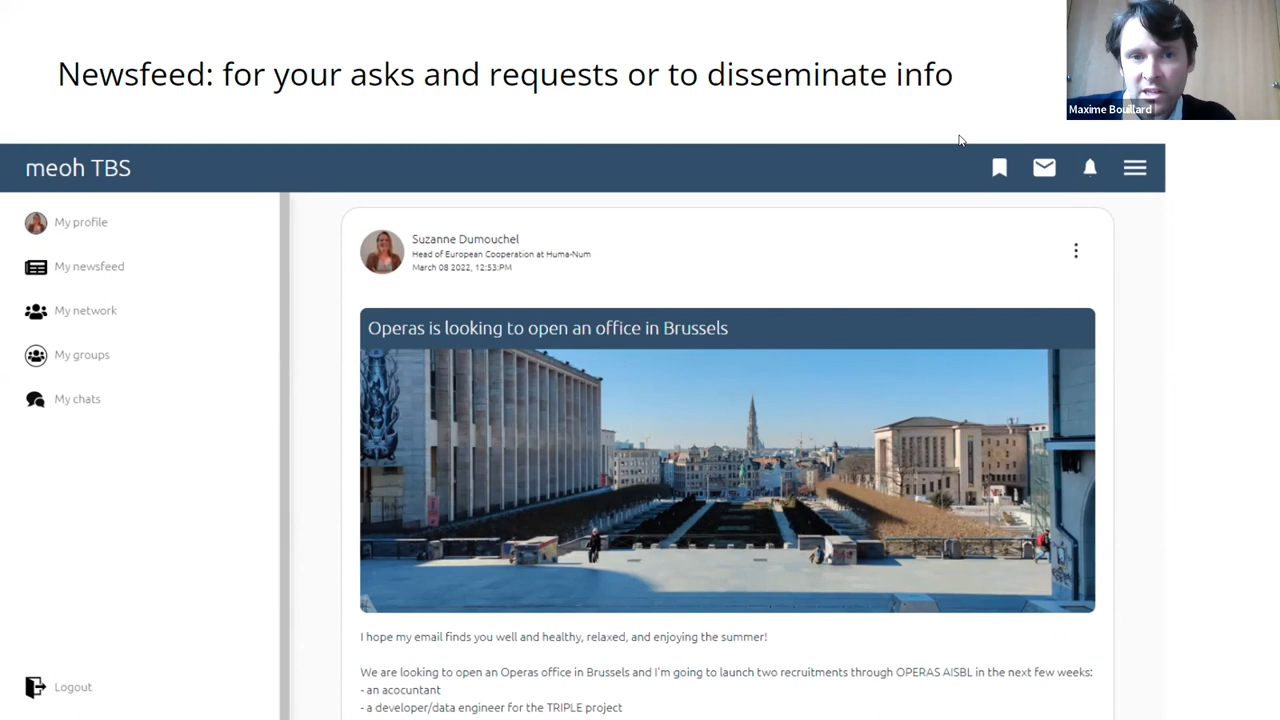 Newsfeed: for your asks and requests or to disseminate info
Maxime Bouillard
meoh TBS
My profile
My newsfeed
My network
My groups
My chats
Logout
Suzanne Dumouchel
Head of European Cooperation at Huma-Num
March 08 2022, 12:53:PM
Operas is looking to open an office in Brussels
I hope my email finds you well and healthy, relaxed, and enjoying the summer!
We are looking to open an Operas office in Brussels and I'm going to launch two recruitments through OPERAS AISBL in the next few weeks:
- an acocuntant
- a developer/data engineer for the TRIPLE project